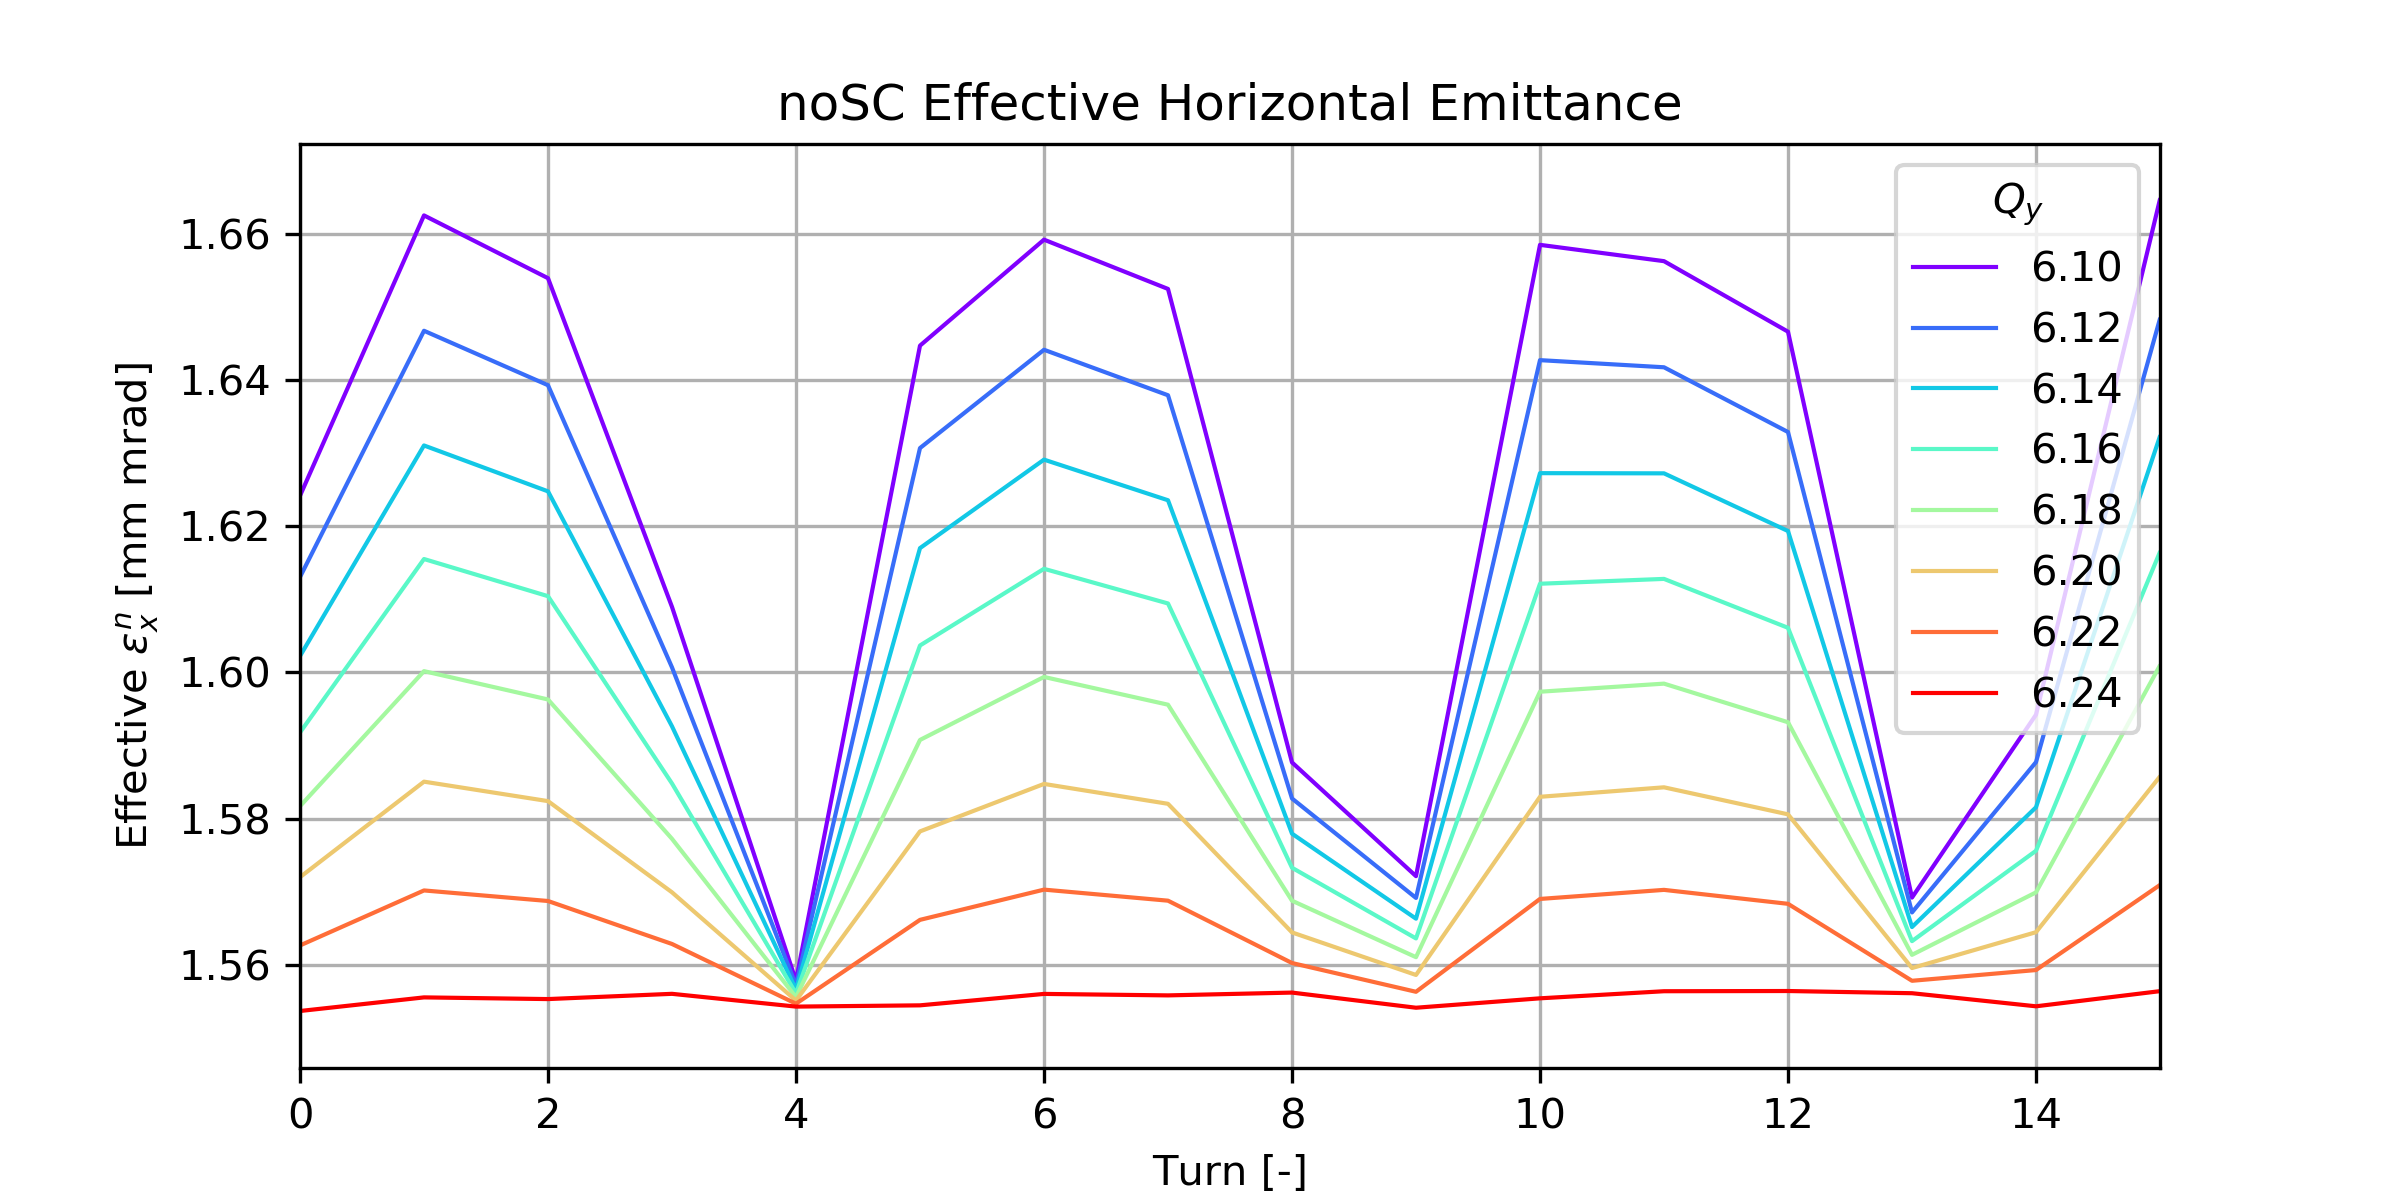 noSC Effective Horizontal Emittance
Effective εₓⁿ [mm mrad]
1.66
1.64
1.62
1.60
1.58
1.56
0 2 4 6 8 10 12 14
Turn [-]
Qy
6.10
6.12
6.14
6.16
6.18
6.20
6.22
6.24